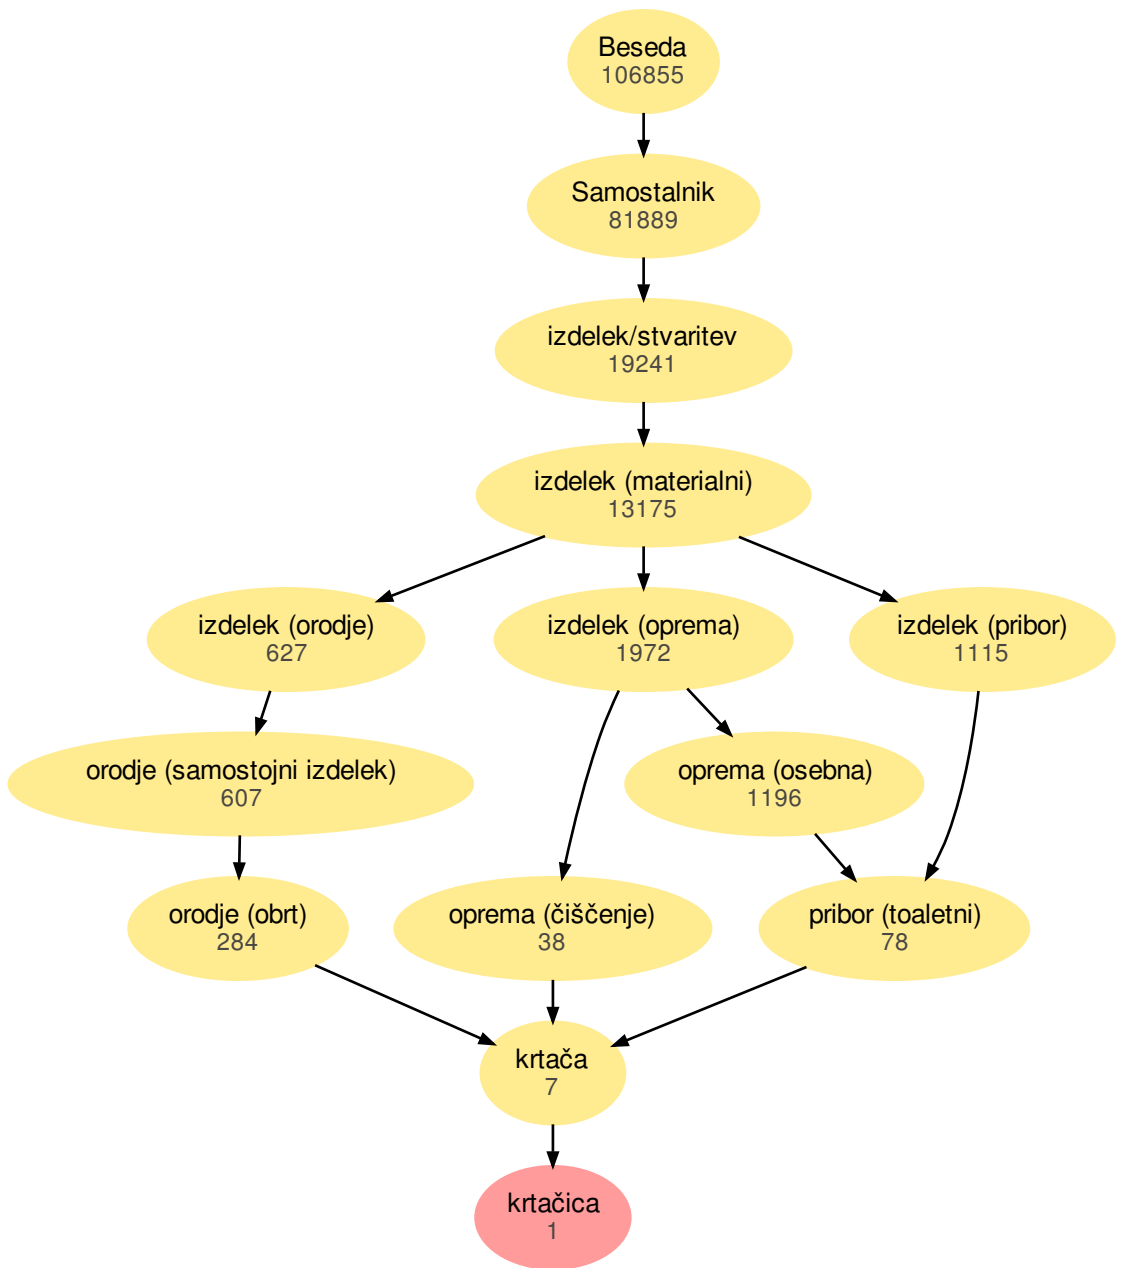 Beseda
106855
Samostalnik
81889
izdelek/stvaritev
19241
izdelek (materialni)
13175
izdelek (orodje)
627
izdelek (oprema)
1972
izdelek (pribor)
1115
orodje (samostojni izdelek)
607
oprema (osebna)
1196
orodje (obrt)
284
oprema (čiščenje)
38
pribor (toaletni)
78
krtača
7
krtačica
1